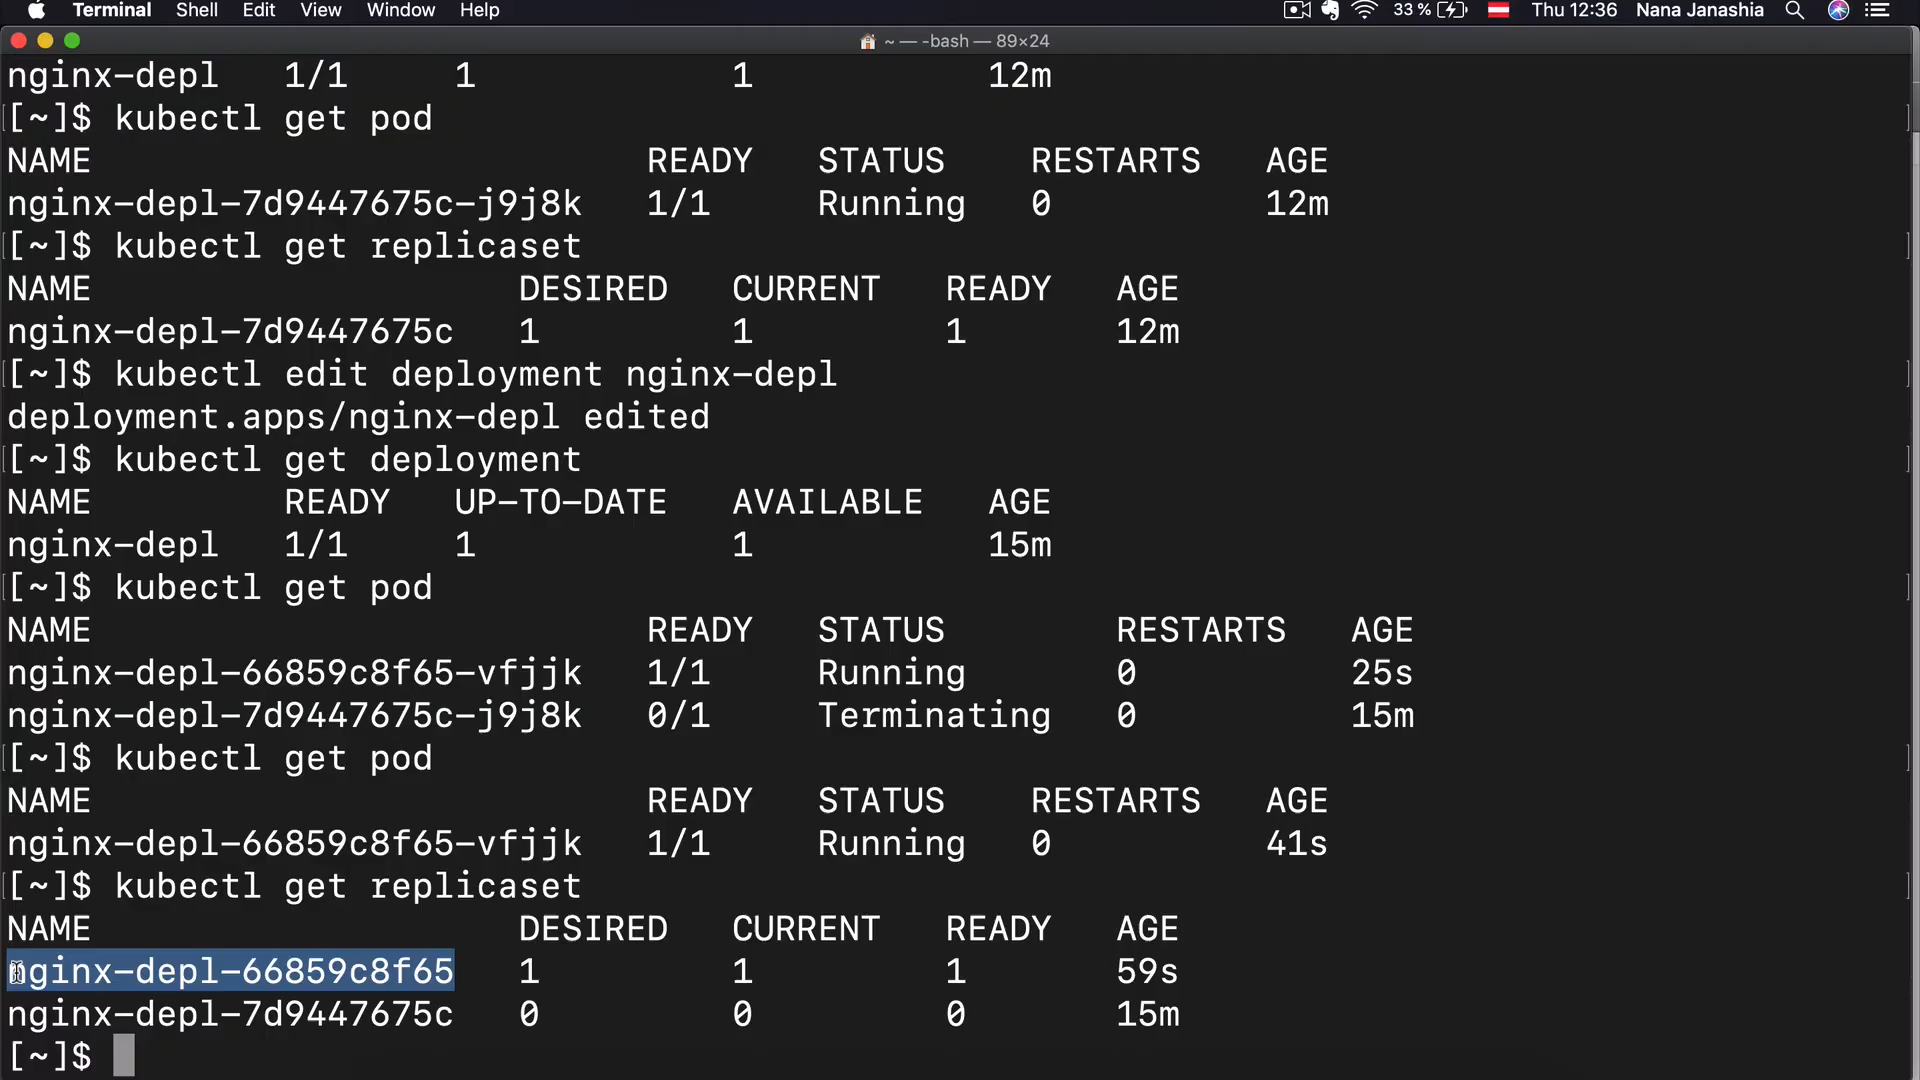 Terminal Shell Edit View Window Help 33 % Thu 12:36 Nana Janashia
~ — -bash — 89×24
nginx-depl 1/1 1 1 12m
[~]$ kubectl get pod
NAME READY STATUS RESTARTS AGE
nginx-depl-7d9447675c-j9j8k 1/1 Running 0 12m
[~]$ kubectl get replicaset
NAME DESIRED CURRENT READY AGE
nginx-depl-7d9447675c 1 1 1 12m
[~]$ kubectl edit deployment nginx-depl
deployment.apps/nginx-depl edited
[~]$ kubectl get deployment
NAME READY UP-TO-DATE AVAILABLE AGE
nginx-depl 1/1 1 1 15m
[~]$ kubectl get pod
NAME READY STATUS RESTARTS AGE
nginx-depl-66859c8f65-vfjjk 1/1 Running 0 25s
nginx-depl-7d9447675c-j9j8k 0/1 Terminating 0 15m
[~]$ kubectl get pod
NAME READY STATUS RESTARTS AGE
nginx-depl-66859c8f65-vfjjk 1/1 Running 0 41s
[~]$ kubectl get replicaset
NAME DESIRED CURRENT READY AGE
nginx-depl-66859c8f65 1 1 1 59s
nginx-depl-7d9447675c 0 0 0 15m
[~]$